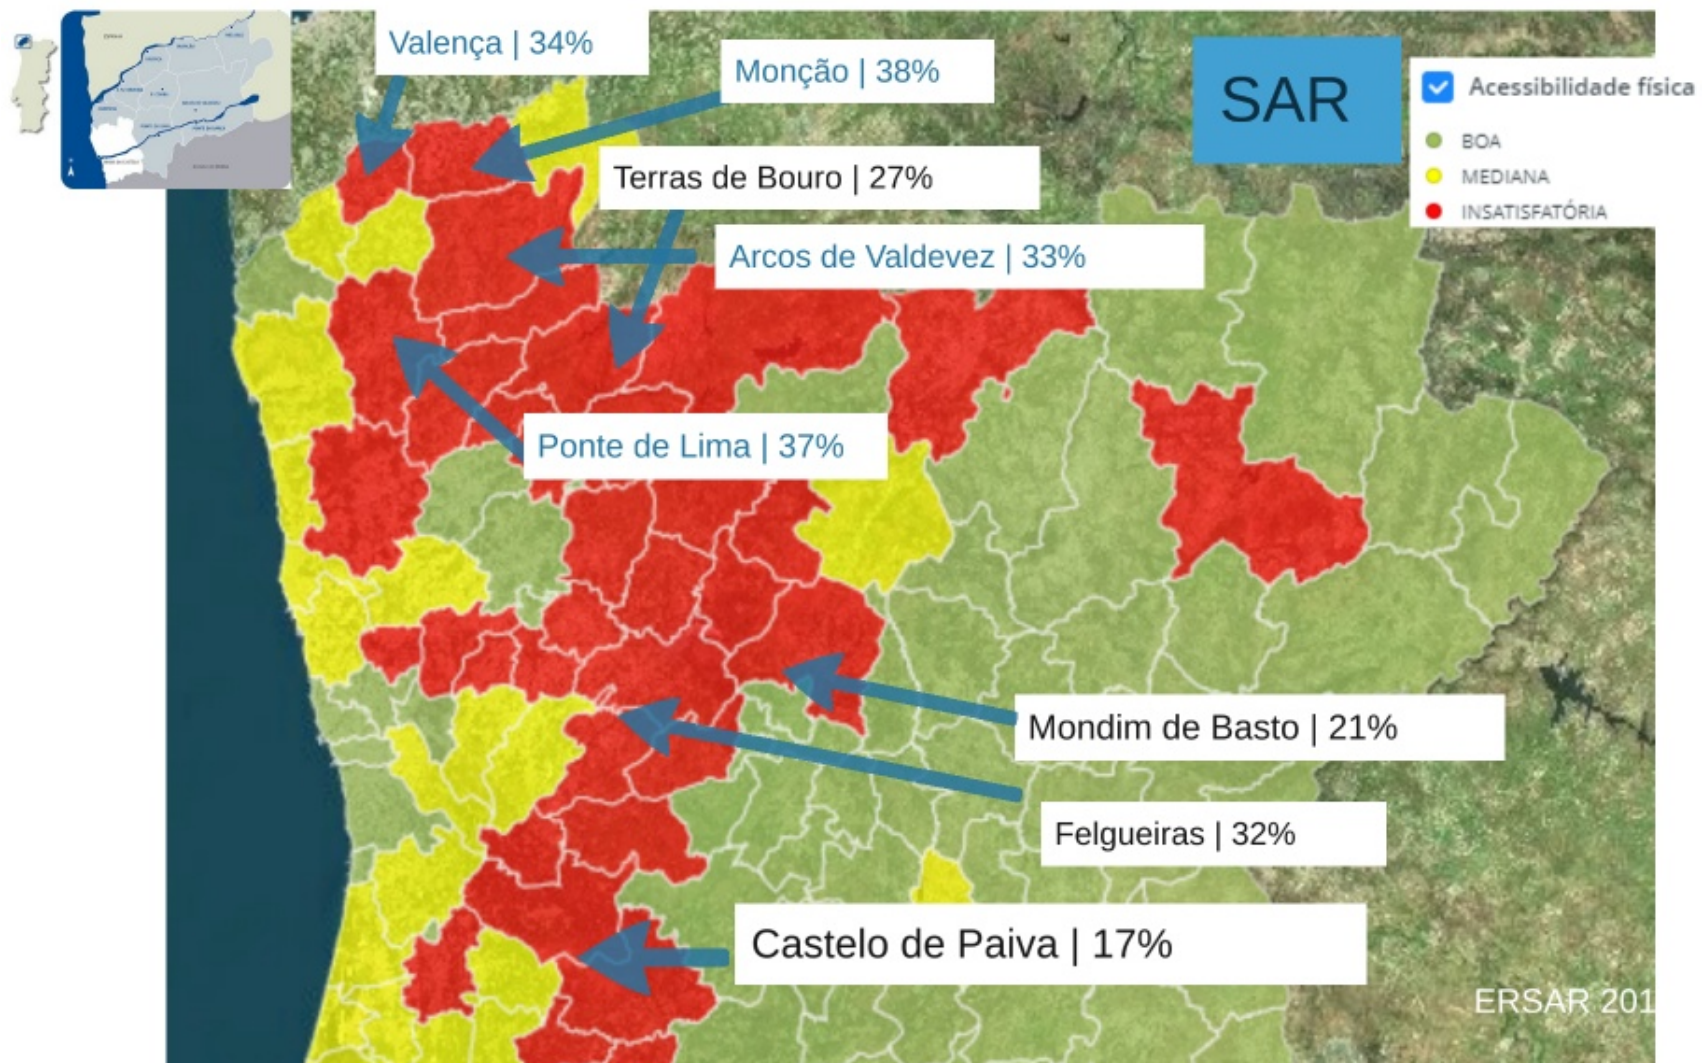 Valença | 34%
Monção | 38%
SAR
Acessibilidade física
BOA
MEDIANA
INSATISFATÓRIA
Terras de Bouro | 27%
Arcos de Valdevez | 33%
Ponte de Lima | 37%
Mondim de Basto | 21%
Felgueiras | 32%
Castelo de Paiva | 17%
ERSAR 201